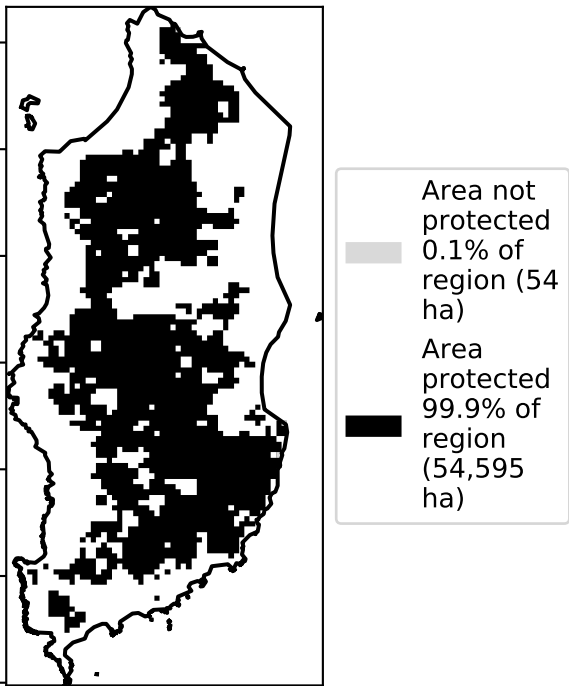 Area not
protected
0.1% of
region (54
ha)
Area
protected
99.9% of
region
(54,595
ha)